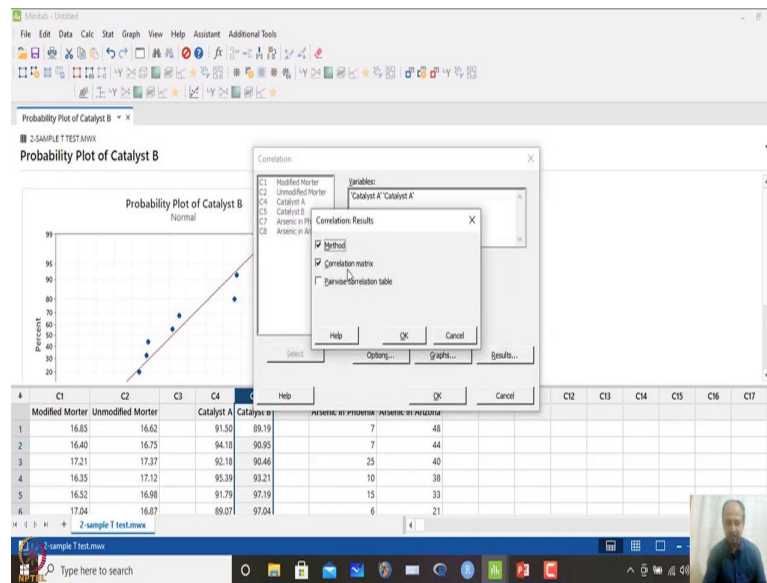 Minitab - Untitled
File Edit Data Calc Stat Graph View Help Assistant Additional Tools
Probability Plot of Catalyst B
2-SAMPLE T TEST.MWX
Probability Plot of Catalyst B
Probability Plot of Catalyst B
Normal
99
95
90
80
70
60
50
40
30
20
Percent
Correlation
C1 Modified Morter
C2 Unmodified Morter
C4 Catalyst A
C5 Catalyst B
C7 Arsenic in Ph
C8 Arsenic in Ar
Variables:
'Catalyst A' 'Catalyst A'
Correlation: Results
Method
Correlation matrix
Pairwise correlation table
Help OK Cancel
Select Options... Graphs... Results...
Help OK Cancel
C1 C2 C3 C4 C12 C13 C14 C15 C16 C17
Modified Morter Unmodified Morter Catalyst A Catalyst B Arsenic in Phoenix Arsenic in Arizona
1 16.85 16.62 91.50 89.19 7 48
2 16.40 16.75 94.18 90.95 7 44
3 17.21 17.37 92.18 90.46 25 40
4 16.35 17.12 95.39 93.21 10 38
5 16.52 16.98 91.79 97.19 15 33
6 17.04 16.87 89.07 97.04 6 21
2-sample T test.mwx
2-sample T test.mwx
Type here to search
NPTEL